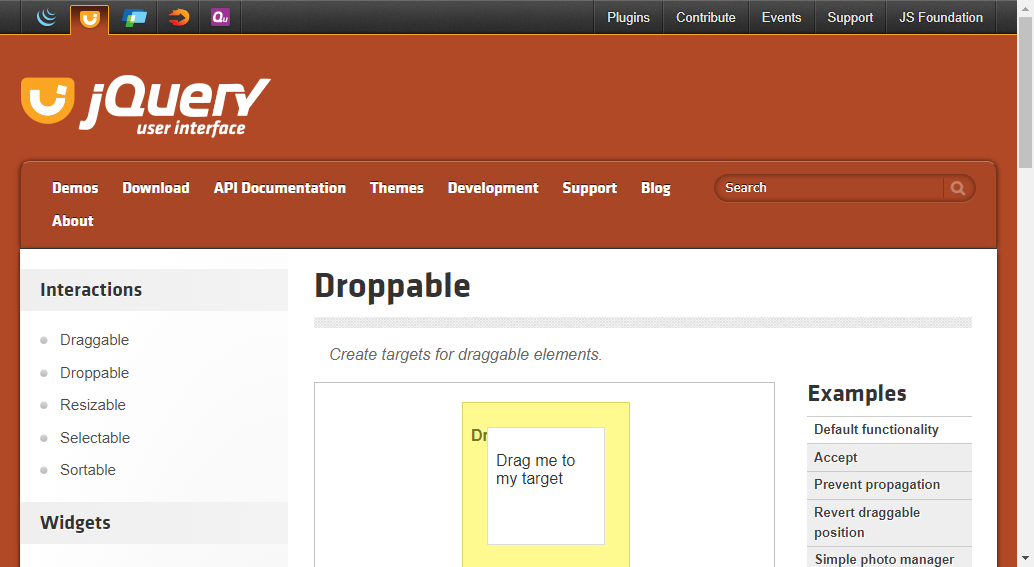 Plugins Contribute Events Support JS Foundation
jQuery
user interface
Demos Download API Documentation Themes Development Support Blog
Search
About
Interactions
Draggable
Droppable
Resizable
Selectable
Sortable
Widgets
Droppable
Create targets for draggable elements.
Dr
Drag me to
my target
Examples
Default functionality
Accept
Prevent propagation
Revert draggable
position
Simple photo manager